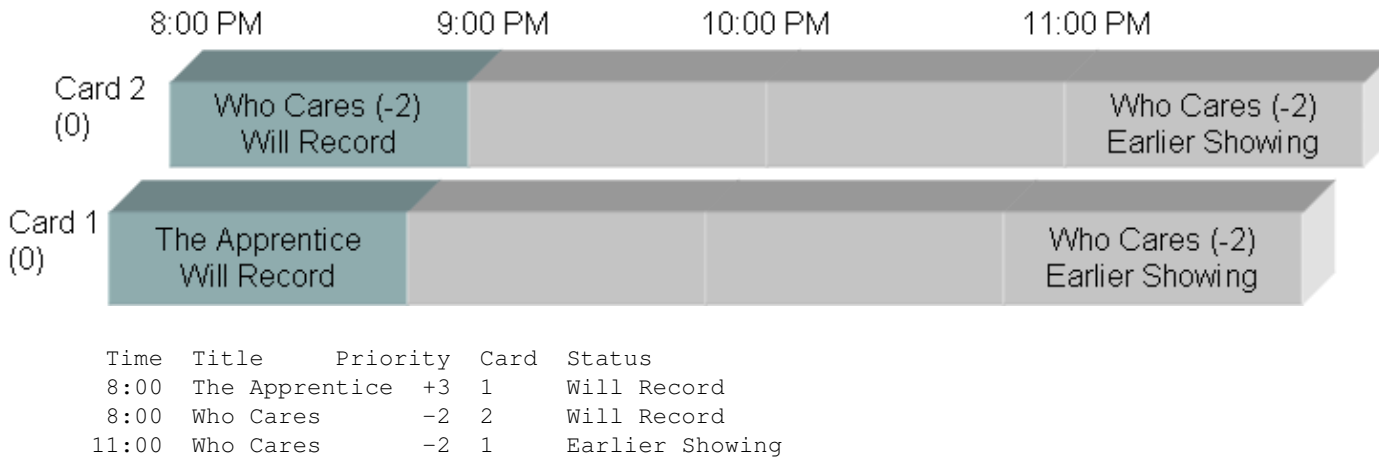 8:00 PM 9:00 PM 10:00 PM 11:00 PM
Card 2
(0)
Who Cares (-2)
Will Record
Who Cares (-2)
Earlier Showing
Card 1
(0)
The Apprentice
Will Record
Who Cares (-2)
Earlier Showing
Time Title Priority Card Status
8:00 The Apprentice +3 1 Will Record
8:00 Who Cares -2 2 Will Record
11:00 Who Cares -2 1 Earlier Showing